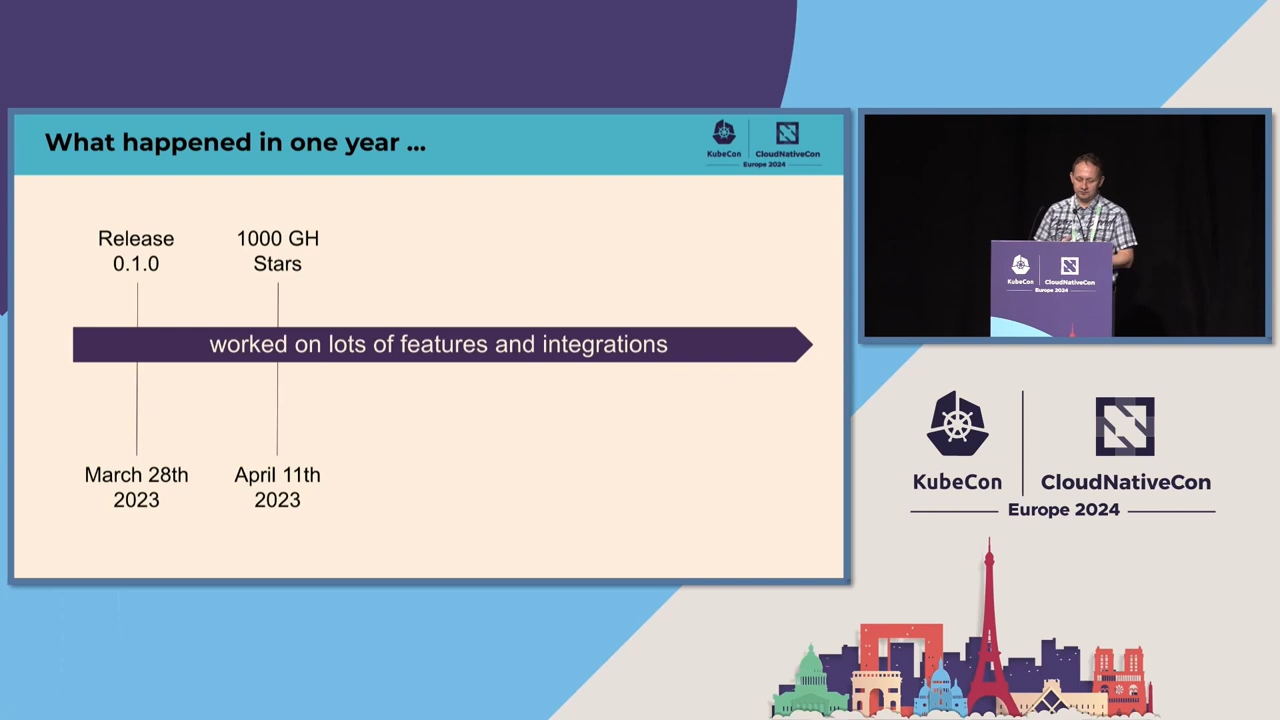 What happened in one year ...
KubeCon
CloudNativeCon
Europe 2024
Release
0.1.0
1000 GH
Stars
worked on lots of features and integrations
March 28th
2023
April 11th
2023
KubeCon
CloudNativeCon
Europe 2024
KubeCon
CloudNativeCon
Europe 2024